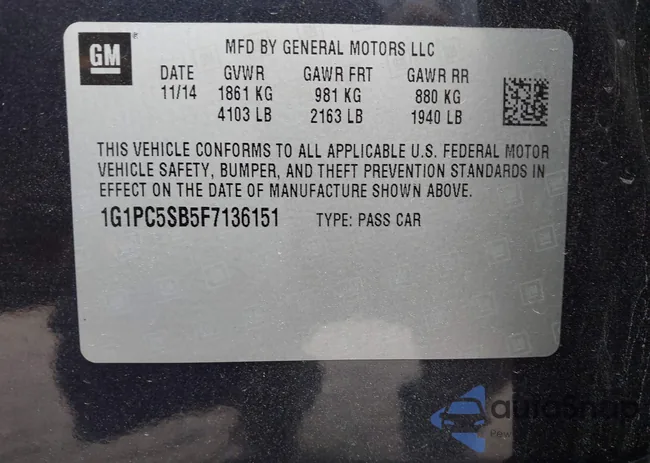 GM
MFD BY GENERAL MOTORS LLC
DATE GVWR GAWR FRT GAWR RR
11/14 1861 KG 981 KG 880 KG
4103 LB 2163 LB 1940 LB
THIS VEHICLE CONFORMS TO ALL APPLICABLE U.S. FEDERAL MOTOR
VEHICLE SAFETY, BUMPER, AND THEFT PREVENTION STANDARDS IN
EFFECT ON THE DATE OF MANUFACTURE SHOWN ABOVE.
1G1PC5SB5F7136151 TYPE: PASS CAR
autosnap